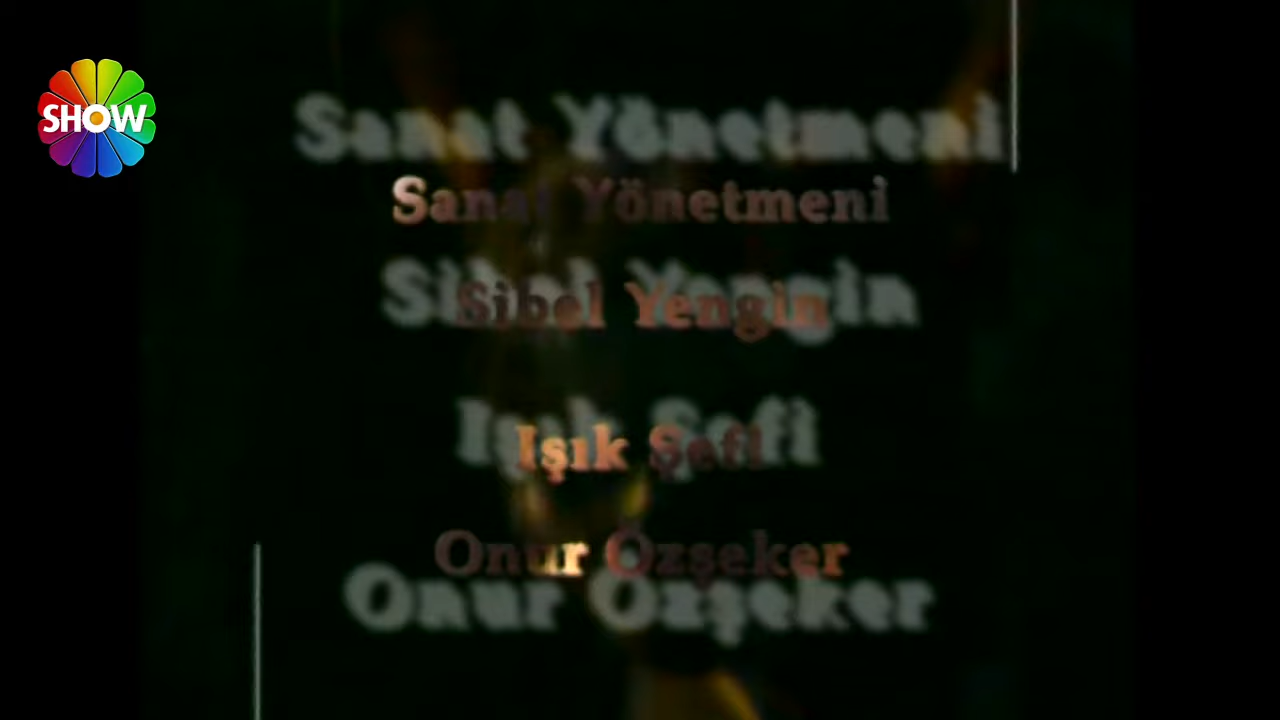 SHOW
Sanat Yönetmeni
Sanat Yönetmeni
Sibel Yengin
Sibel Yengin
Işık Şefi
Işık Şefi
Onur Özşeker
Onur Özşeker